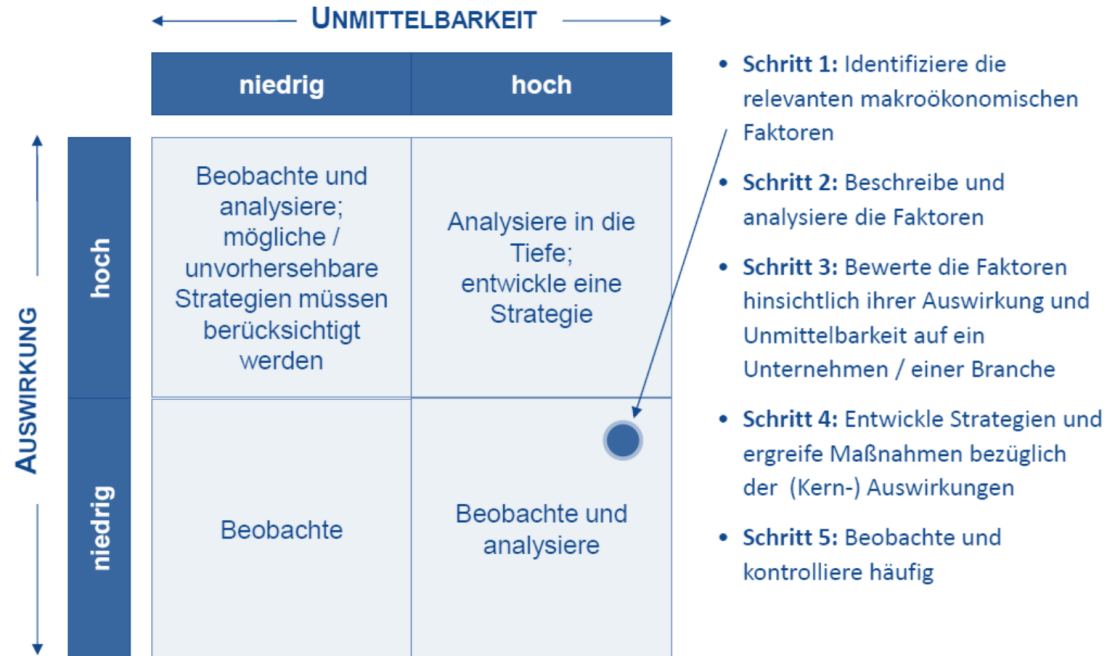 UNMITTELBARKEIT
niedrig
hoch
AUSWIRKUNG
hoch
Beobachte und
analysiere;
mögliche /
unvorhersehbare
Strategien müssen
berücksichtigt
werden
Analysiere in die
Tiefe;
entwickle eine
Strategie
niedrig
Beobachte
Beobachte und
analysiere
• Schritt 1: Identifiziere die
relevanten makroökonomischen
Faktoren
• Schritt 2: Beschreibe und
analysiere die Faktoren
• Schritt 3: Bewerte die Faktoren
hinsichtlich ihrer Auswirkung und
Unmittelbarkeit auf ein
Unternehmen / einer Branche
• Schritt 4: Entwickle Strategien und
ergreife Maßnahmen bezüglich
der (Kern-) Auswirkungen
• Schritt 5: Beobachte und
kontrolliere häufig